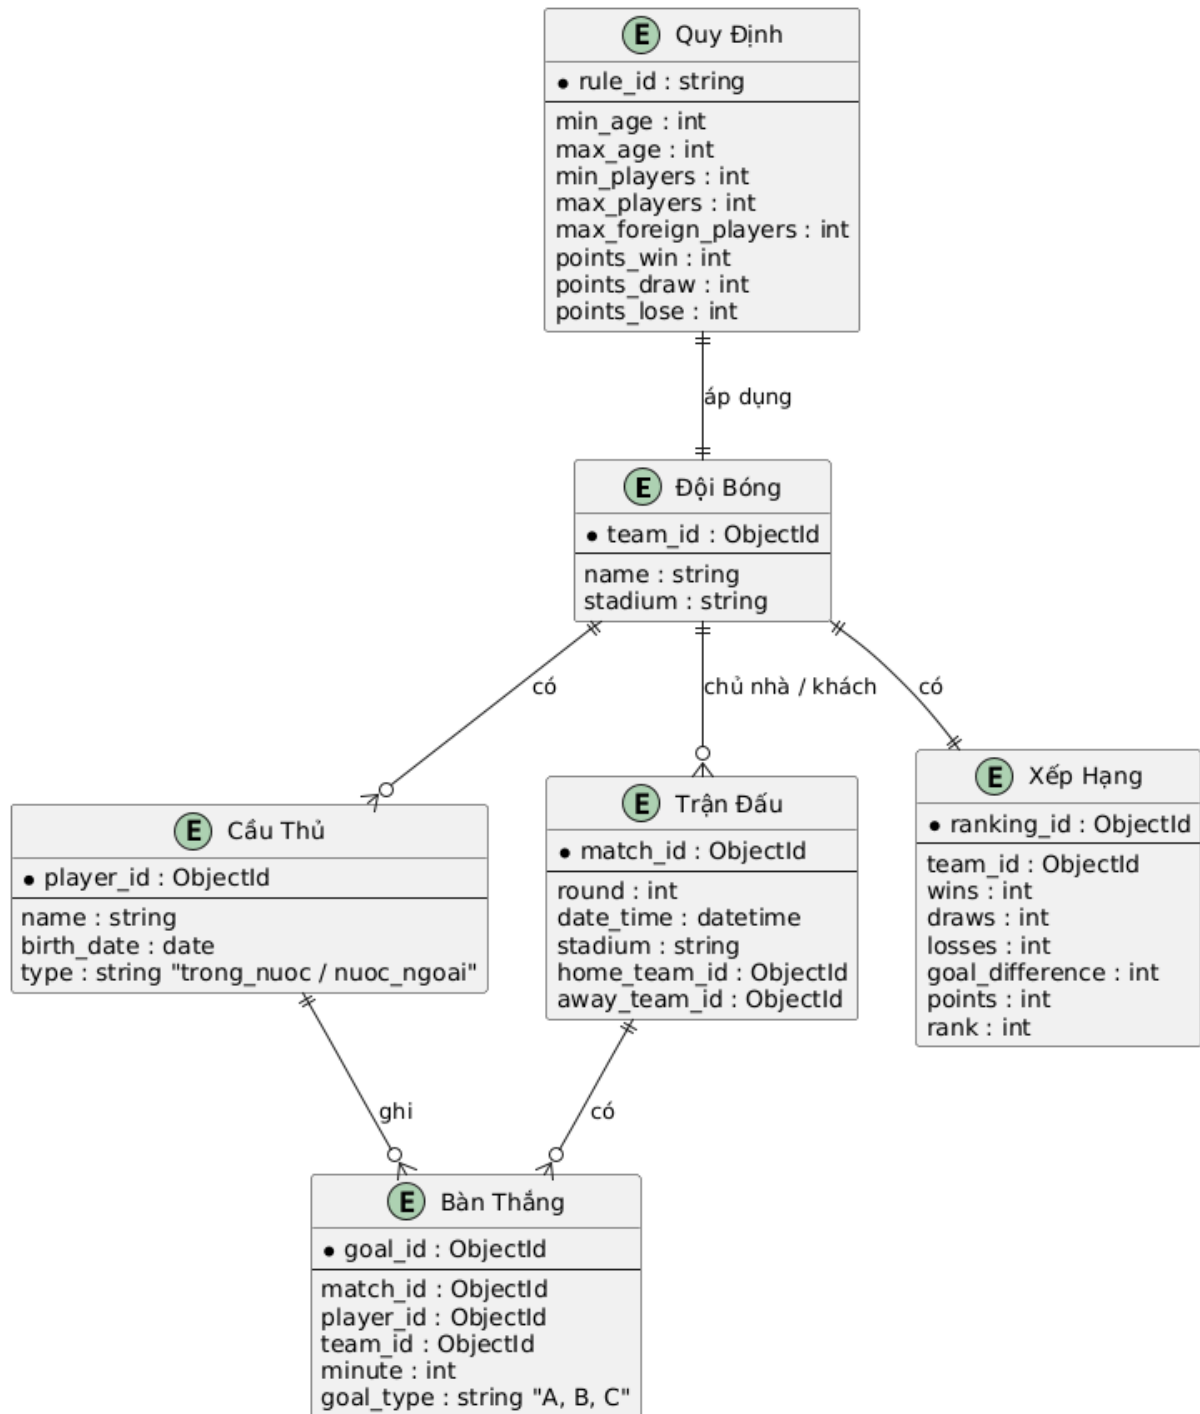 E Quy Định
* rule_id : string
min_age : int
max_age : int
min_players : int
max_players : int
max_foreign_players : int
points_win : int
points_draw : int
points_lose : int
áp dụng
E Đội Bóng
* team_id : ObjectId
name : string
stadium : string
có
chủ nhà / khách
có
E Cầu Thủ
* player_id : ObjectId
name : string
birth_date : date
type : string "trong_nuoc / nuoc_ngoai"
E Trận Đấu
* match_id : ObjectId
round : int
date_time : datetime
stadium : string
home_team_id : ObjectId
away_team_id : ObjectId
E Xếp Hạng
* ranking_id : ObjectId
team_id : ObjectId
wins : int
draws : int
losses : int
goal_difference : int
points : int
rank : int
ghi
có
E Bàn Thắng
* goal_id : ObjectId
match_id : ObjectId
player_id : ObjectId
team_id : ObjectId
minute : int
goal_type : string "A, B, C"